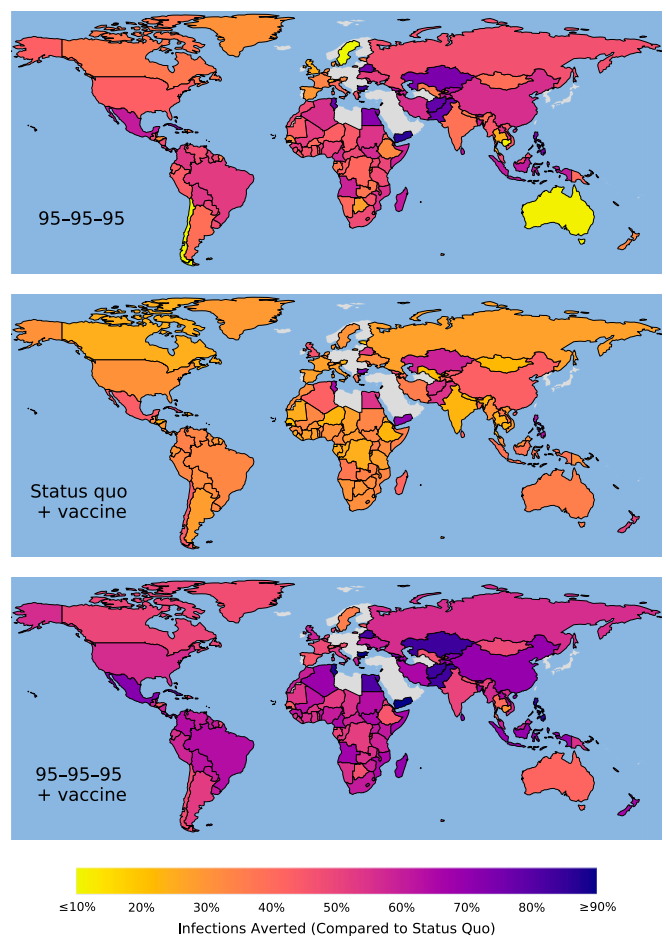 95–95–95
Status quo
+ vaccine
95–95–95
+ vaccine
≤10% 20% 30% 40% 50% 60% 70% 80% ≥90%
Infections Averted (Compared to Status Quo)